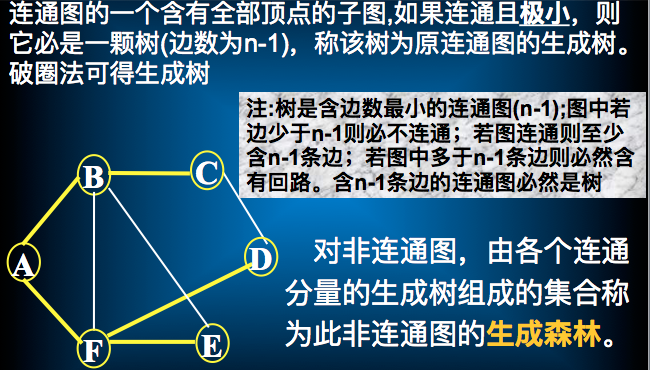 连通图的一个含有全部顶点的子图,如果连通且极小，则
它必是一颗树(边数为n-1)，称该树为原连通图的生成树。
破圈法可得生成树
注:树是含边数最小的连通图(n-1);图中若
边少于n-1则必不连通；若图连通则至少
含n-1条边；若图中多于n-1条边则必然含
有回路。含n-1条边的连通图必然是树
B
C
A
D
F
E
对非连通图，由各个连通
分量的生成树组成的集合称
为此非连通图的生成森林。